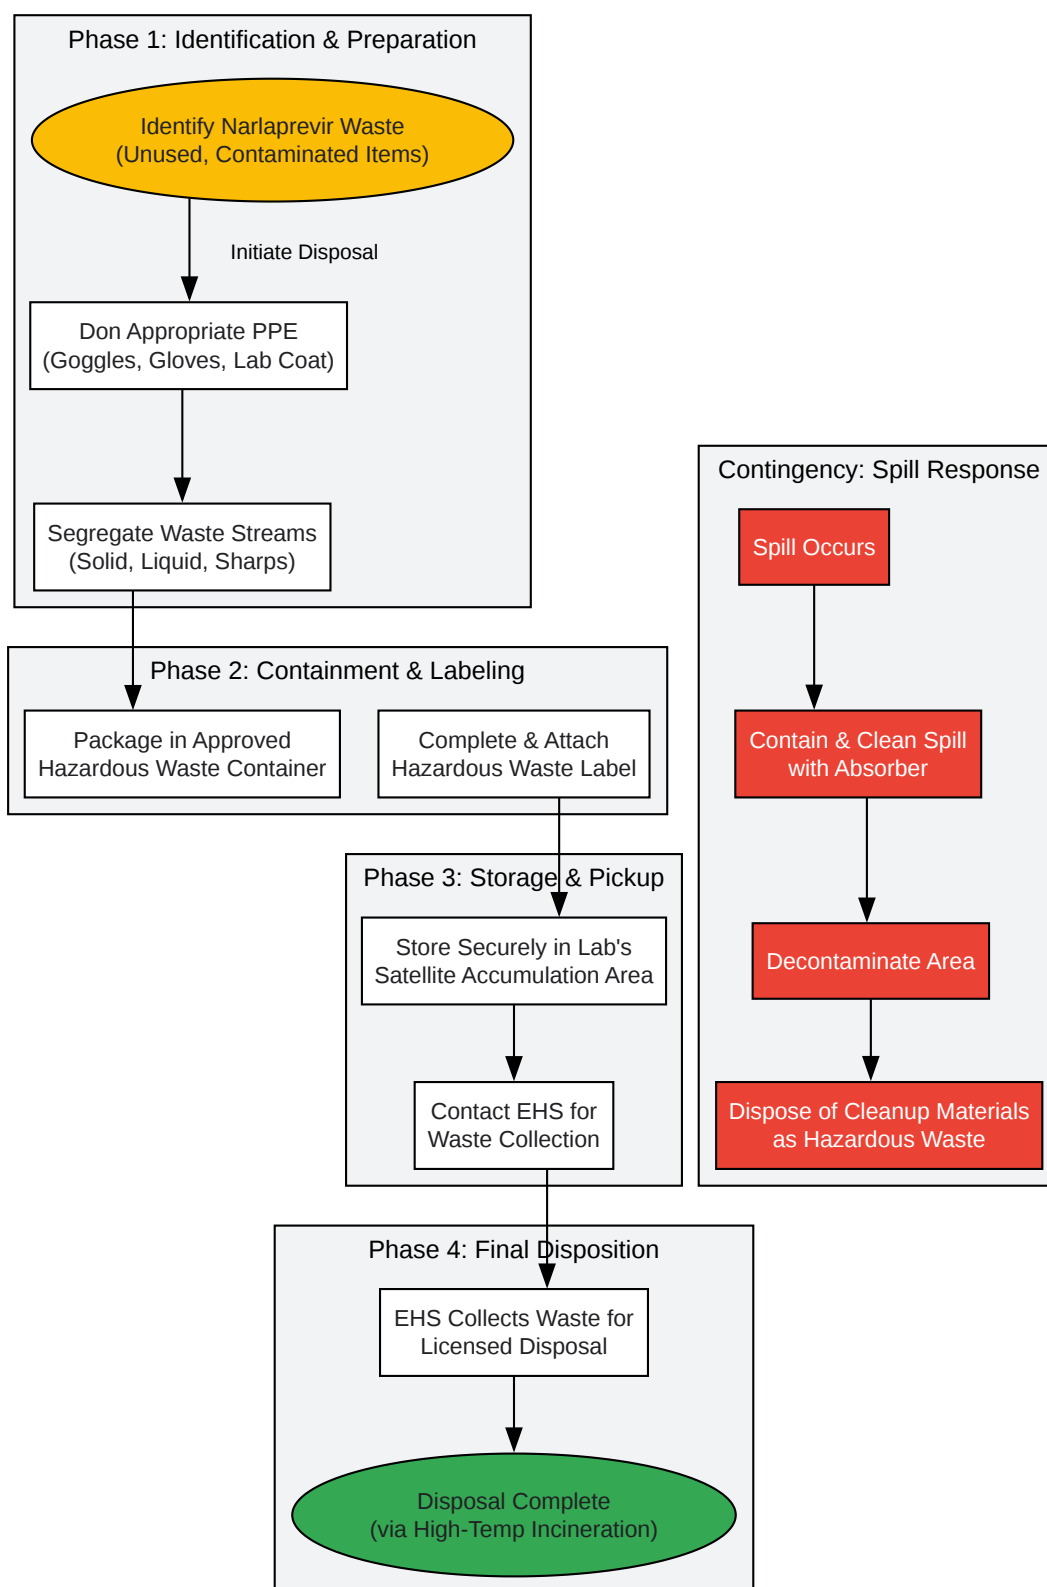 Phase 1: Identification & Preparation
Identify Narlaprevir Waste
(Unused, Contaminated Items)
Initiate Disposal
Don Appropriate PPE
(Goggles, Gloves, Lab Coat)
Segregate Waste Streams
(Solid, Liquid, Sharps)
Phase 2: Containment & Labeling
Package in Approved
Hazardous Waste Container
Complete & Attach
Hazardous Waste Label
Phase 3: Storage & Pickup
Store Securely in Lab's
Satellite Accumulation Area
Contact EHS for
Waste Collection
Phase 4: Final Disposition
EHS Collects Waste for
Licensed Disposal
Disposal Complete
(via High-Temp Incineration)
Contingency: Spill Response
Spill Occurs
Contain & Clean Spill
with Absorber
Decontaminate Area
Dispose of Cleanup Materials
as Hazardous Waste